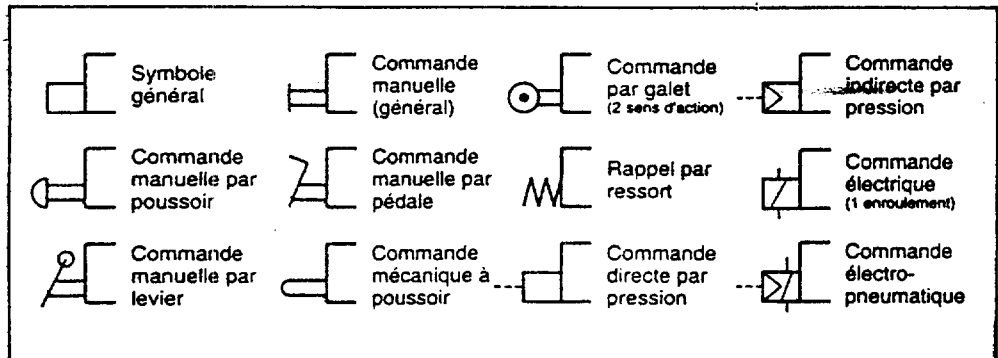 Symbole
général
Commande
manuelle
(général)
Commande
par galet
(2 sens d'action)
Commande
indirecte par
pression
Commande
manuelle par
poussoir
Commande
manuelle par
pédale
Rappel par
ressort
Commande
électrique
(1 enroulement)
Commande
manuelle par
levier
Commande
mécanique à
poussoir
Commande
directe par
pression
Commande
électro-
pneumatique